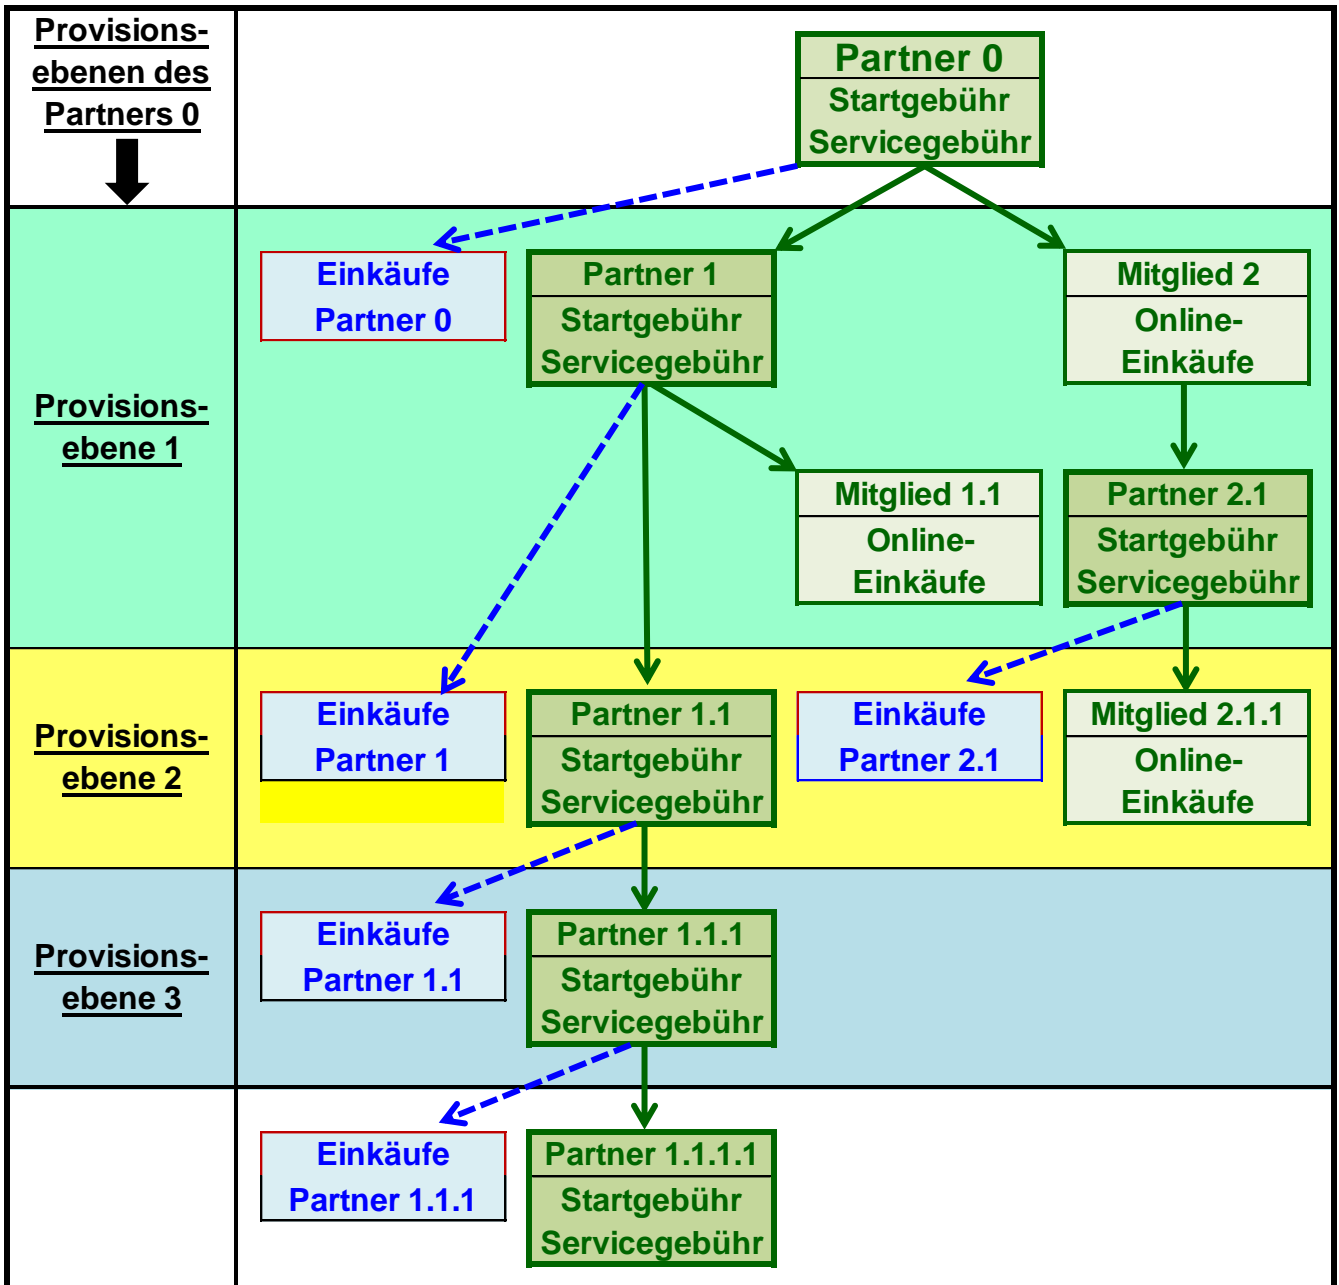 Provisions-
ebenen des
Partners 0
Partner 0
Startgebühr
Servicegebühr
Provisions-
ebene 1
Einkäufe
Partner 0
Partner 1
Startgebühr
Servicegebühr
Mitglied 2
Online-
Einkäufe
Mitglied 1.1
Online-
Einkäufe
Partner 2.1
Startgebühr
Servicegebühr
Provisions-
ebene 2
Einkäufe
Partner 1
Partner 1.1
Startgebühr
Servicegebühr
Einkäufe
Partner 2.1
Mitglied 2.1.1
Online-
Einkäufe
Provisions-
ebene 3
Einkäufe
Partner 1.1
Partner 1.1.1
Startgebühr
Servicegebühr
Einkäufe
Partner 1.1.1
Partner 1.1.1.1
Startgebühr
Servicegebühr